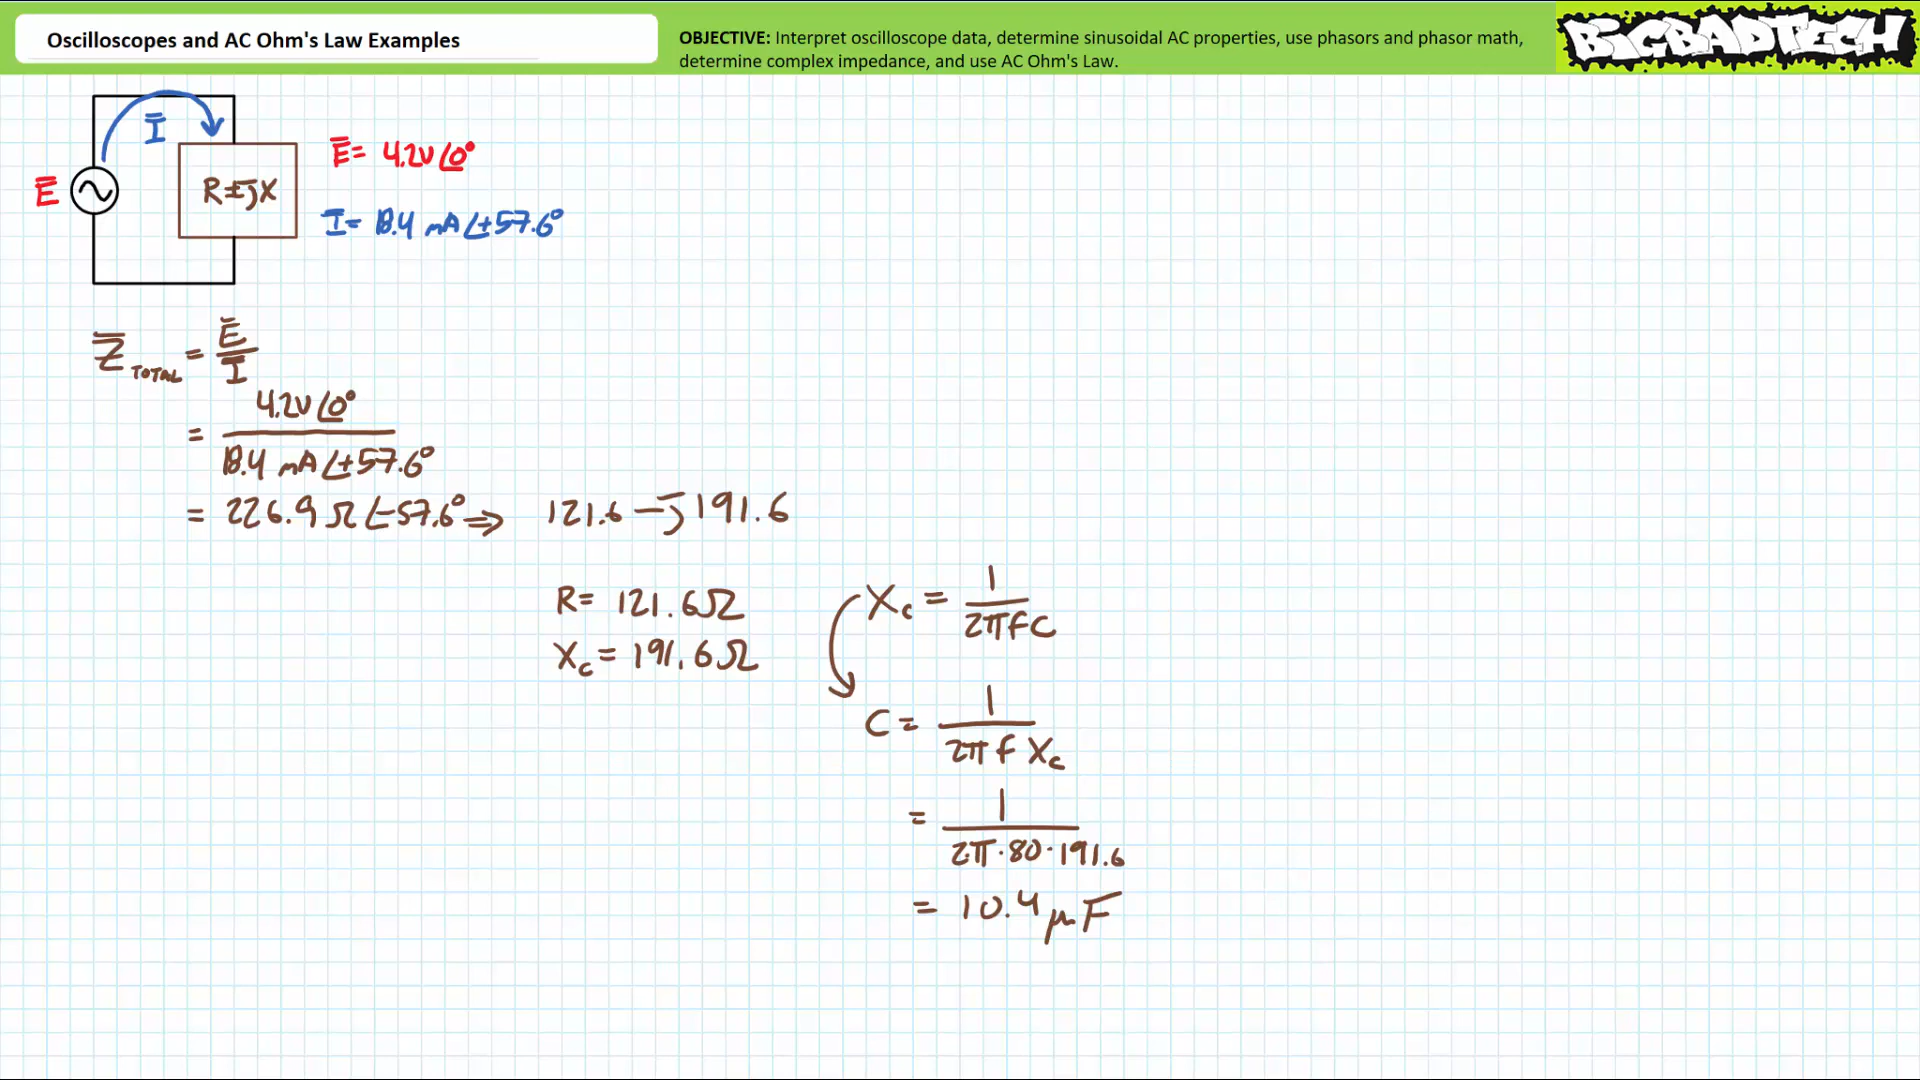 Oscilloscopes and AC Ohm's Law Examples
OBJECTIVE: Interpret oscilloscope data, determine sinusoidal AC properties, use phasors and phasor math,
determine complex impedance, and use AC Ohm's Law.
BIGBADTECH
Ī
Ē
R±jX
Ē= 4.2V∠0°
Ī= 18.4 mA∠+57.6°
Z̄ TOTAL = Ē/Ī
= 4.2V∠0° / 18.4 mA∠+57.6°
= 226.9Ω∠-57.6° ⇒ 121.6 -j191.6
R= 121.6Ω
Xc= 191.6Ω
Xc = 1/2πfC
C= 1/2πf Xc
= 1/2π·80·191.6
= 10.4μF